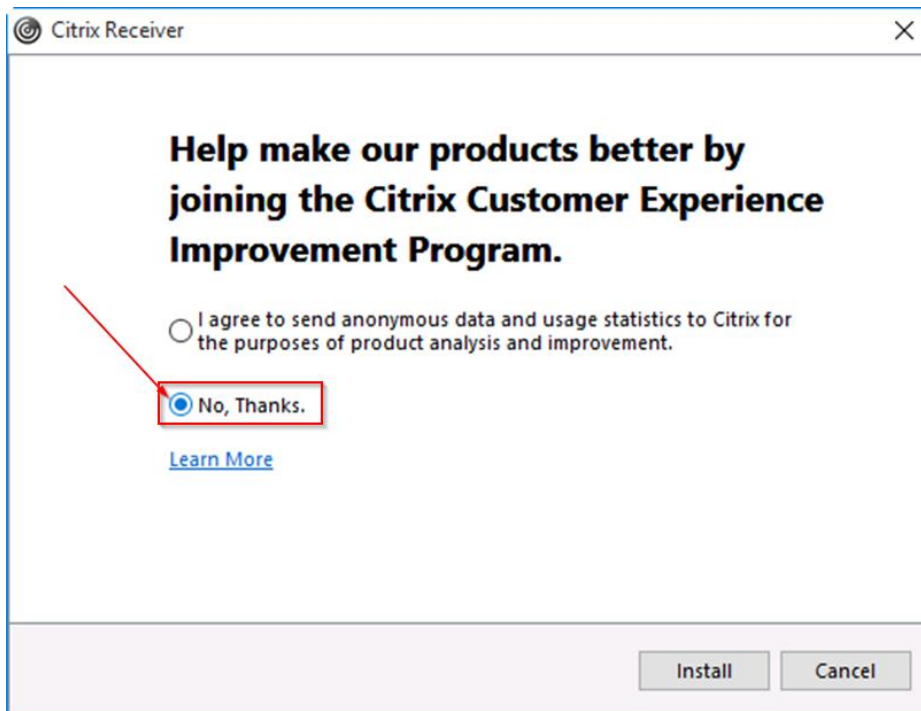 Citrix Receiver
Help make our products better by
joining the Citrix Customer Experience
Improvement Program.
I agree to send anonymous data and usage statistics to Citrix for
the purposes of product analysis and improvement.
No, Thanks.
Learn More
Install Cancel